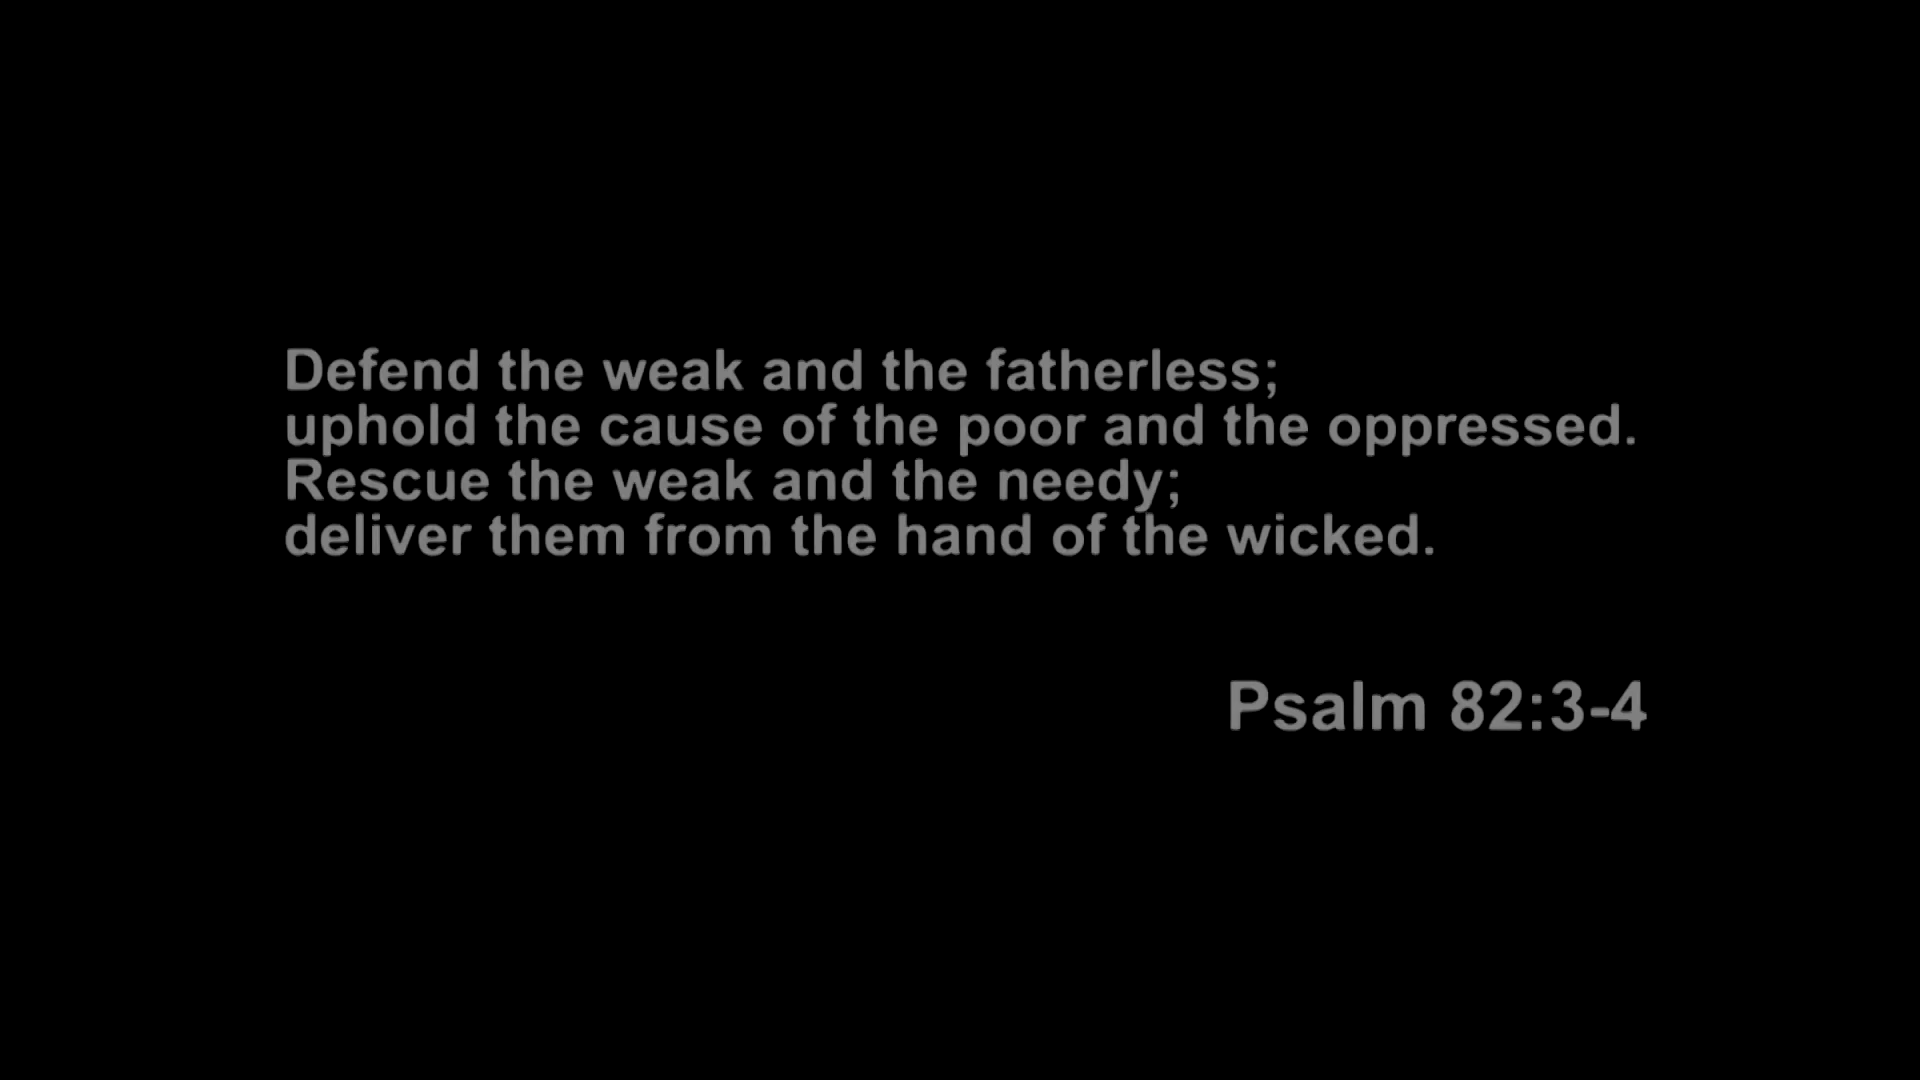 Defend the weak and the fatherless;
uphold the cause of the poor and the oppressed.
Rescue the weak and the needy;
deliver them from the hand of the wicked.
Psalm 82:3-4